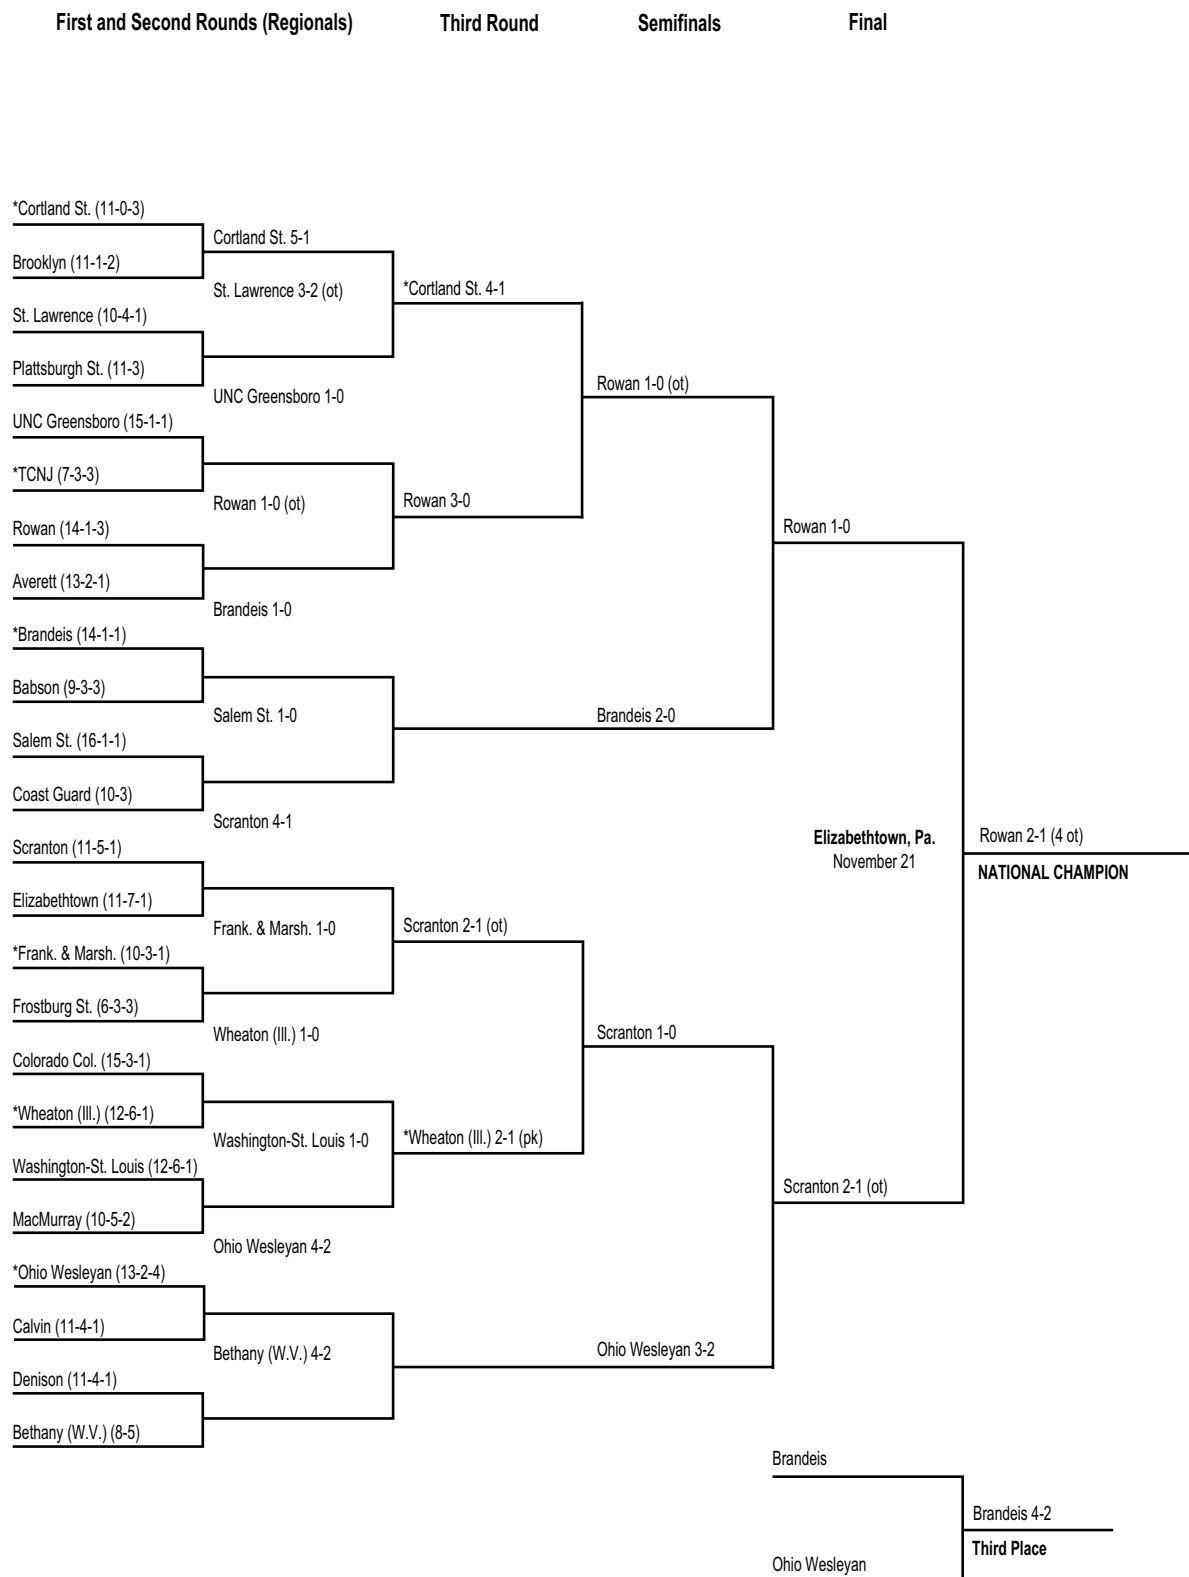 First and Second Rounds (Regionals)
Third Round
Semifinals
Final
*Cortland St. (11-0-3)
Brooklyn (11-1-2)
St. Lawrence (10-4-1)
Plattsburgh St. (11-3)
UNC Greensboro (15-1-1)
*TCNJ (7-3-3)
Rowan (14-1-3)
Averett (13-2-1)
*Brandeis (14-1-1)
Babson (9-3-3)
Salem St. (16-1-1)
Coast Guard (10-3)
Scranton (11-5-1)
Elizabethtown (11-7-1)
*Frank. & Marsh. (10-3-1)
Frostburg St. (6-3-3)
Colorado Col. (15-3-1)
*Wheaton (Ill.) (12-6-1)
Washington-St. Louis (12-6-1)
MacMurray (10-5-2)
*Ohio Wesleyan (13-2-4)
Calvin (11-4-1)
Denison (11-4-1)
Bethany (W.V.) (8-5)
Cortland St. 5-1
St. Lawrence 3-2 (ot)
UNC Greensboro 1-0
Rowan 1-0 (ot)
Brandeis 1-0
Salem St. 1-0
Scranton 4-1
Frank. & Marsh. 1-0
Wheaton (Ill.) 1-0
Washington-St. Louis 1-0
Ohio Wesleyan 4-2
Bethany (W.V.) 4-2
*Cortland St. 4-1
Rowan 3-0
Scranton 2-1 (ot)
*Wheaton (Ill.) 2-1 (pk)
Rowan 1-0 (ot)
Brandeis 2-0
Scranton 1-0
Ohio Wesleyan 3-2
Rowan 1-0
Scranton 2-1 (ot)
Elizabethtown, Pa.
November 21
Rowan 2-1 (4 ot)
NATIONAL CHAMPION
Brandeis
Ohio Wesleyan
Brandeis 4-2
Third Place